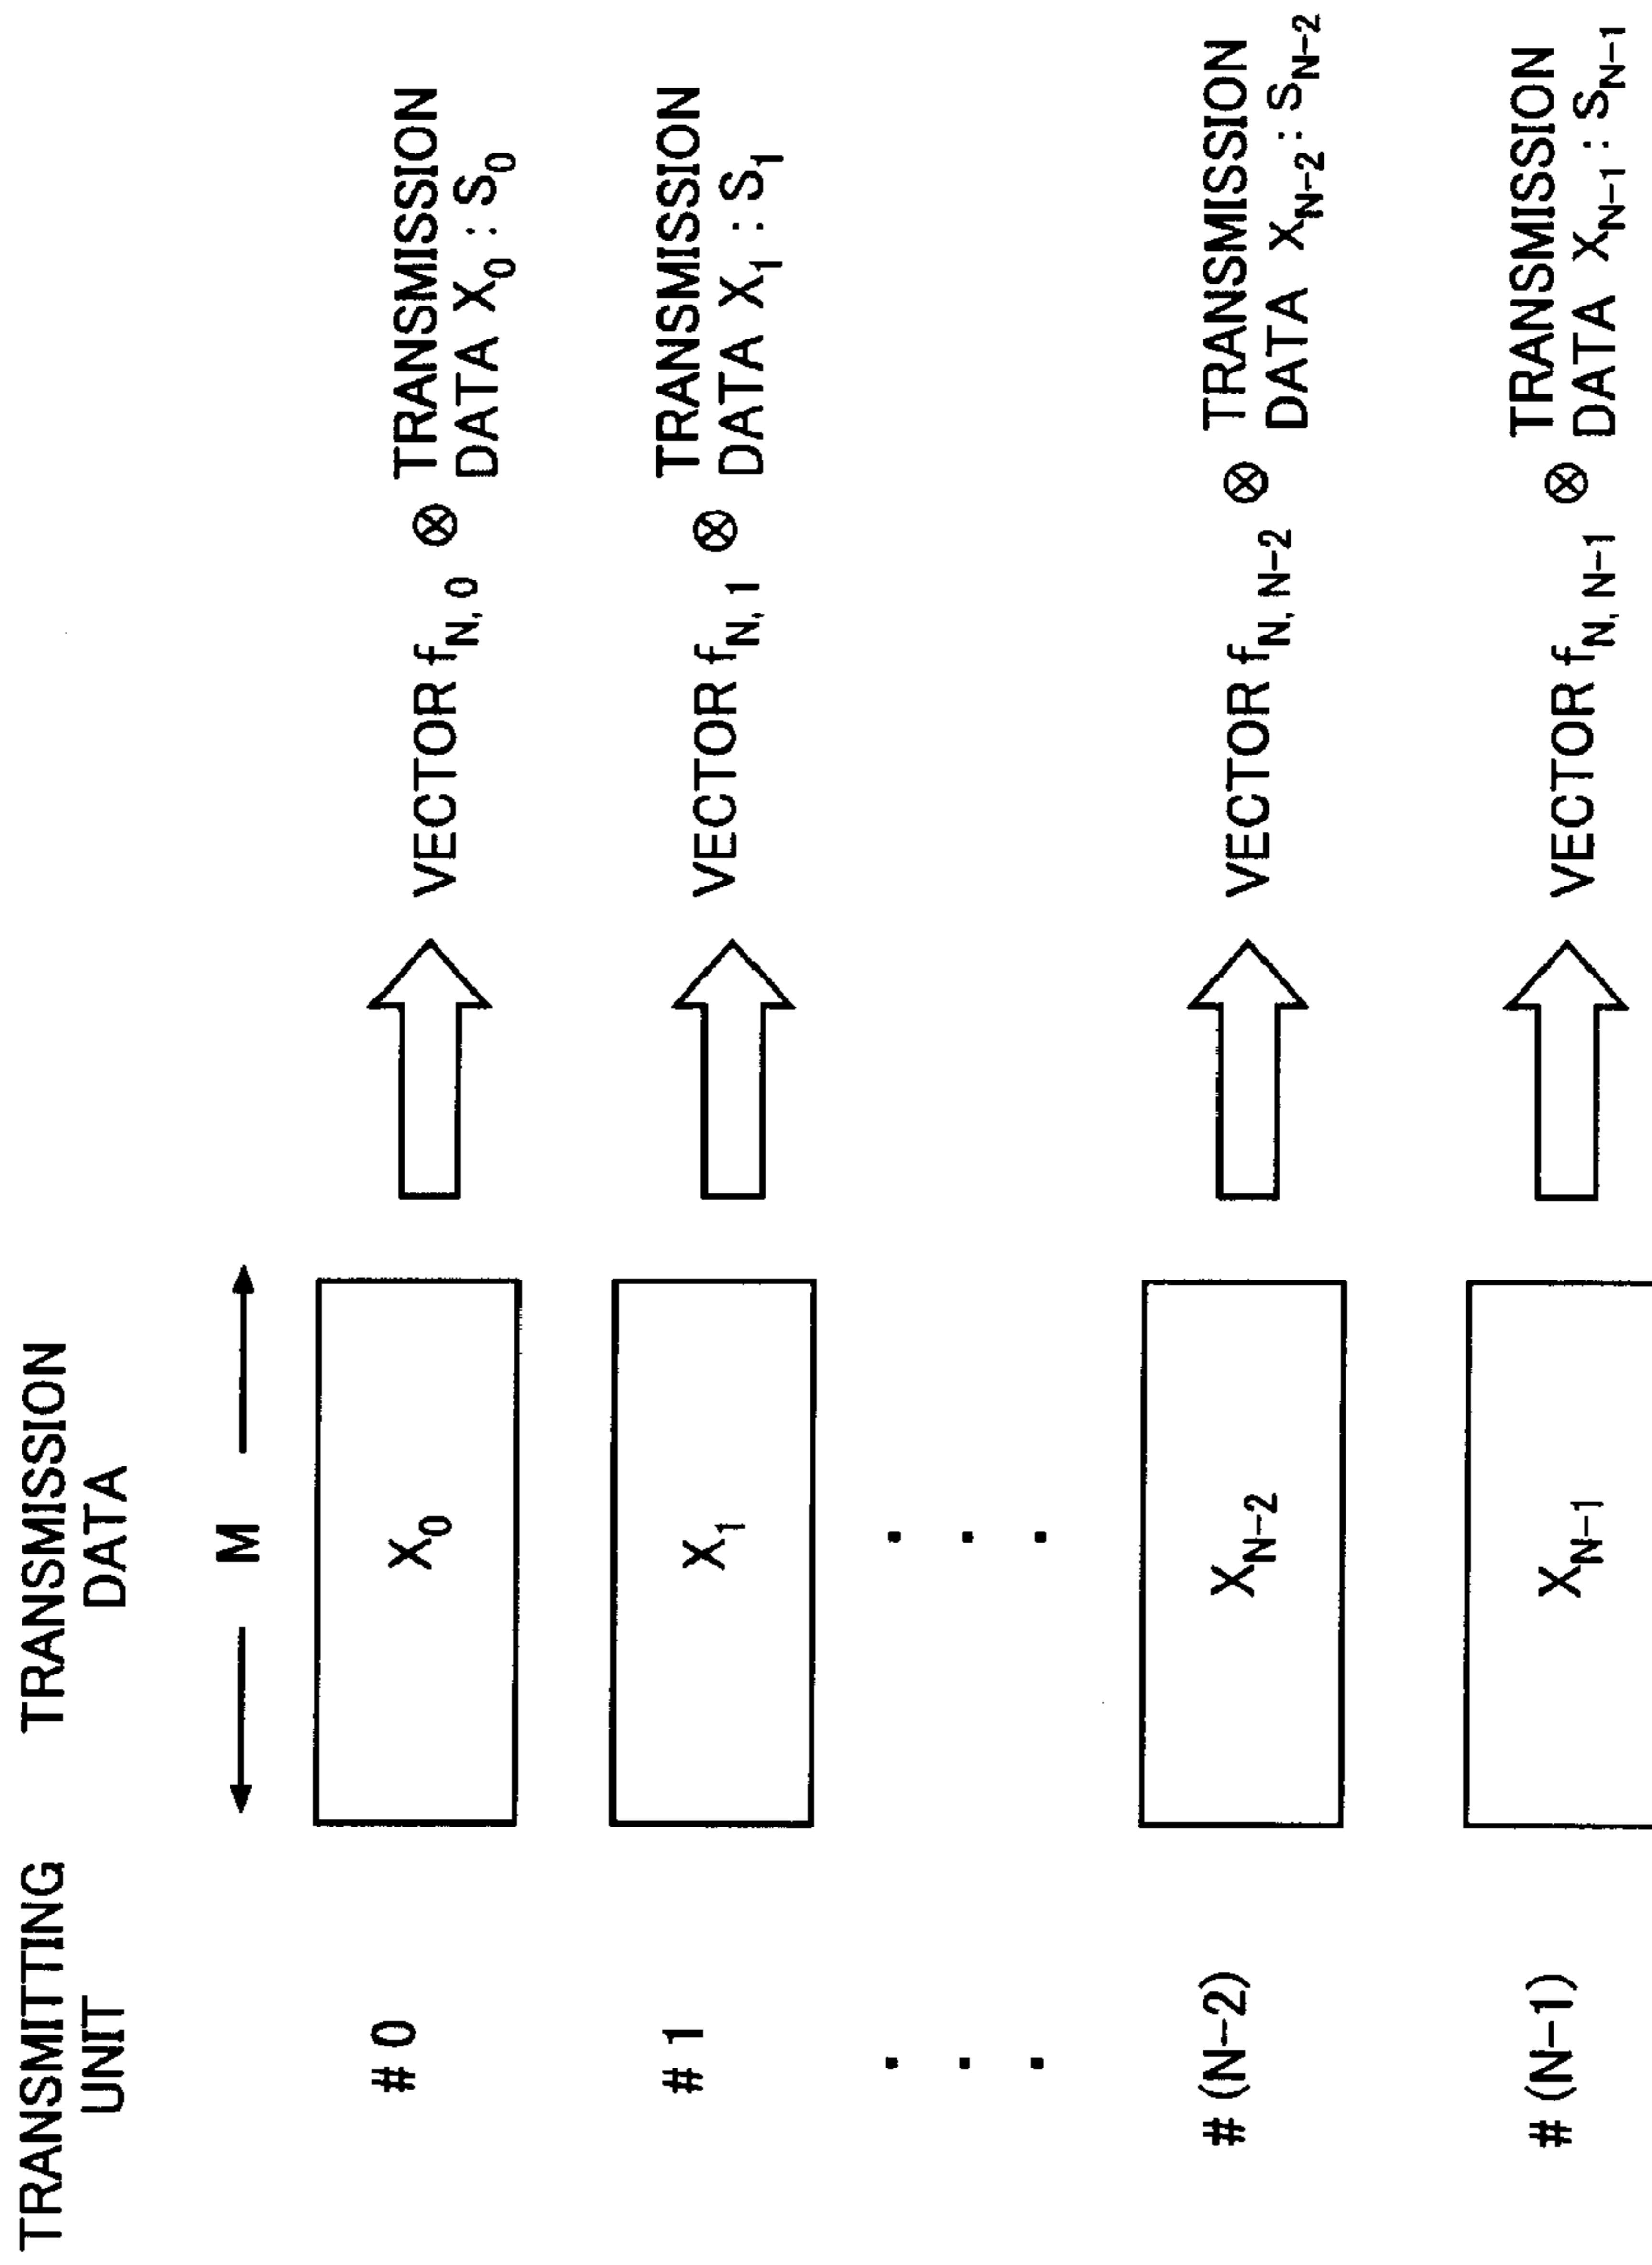 TRANSMITTING UNIT
TRANSMISSION DATA
M
# 0
X0
VECTOR fN, 0 ⊗ TRANSMISSION DATA X0 : S0
# 1
X1
VECTOR fN, 1 ⊗ TRANSMISSION DATA X1 : S1
. . .
. . .
# (N-2)
XN-2
VECTOR fN, N-2 ⊗ TRANSMISSION DATA XN-2 : SN-2
# (N-1)
XN-1
VECTOR fN, N-1 ⊗ TRANSMISSION DATA XN-1 : SN-1